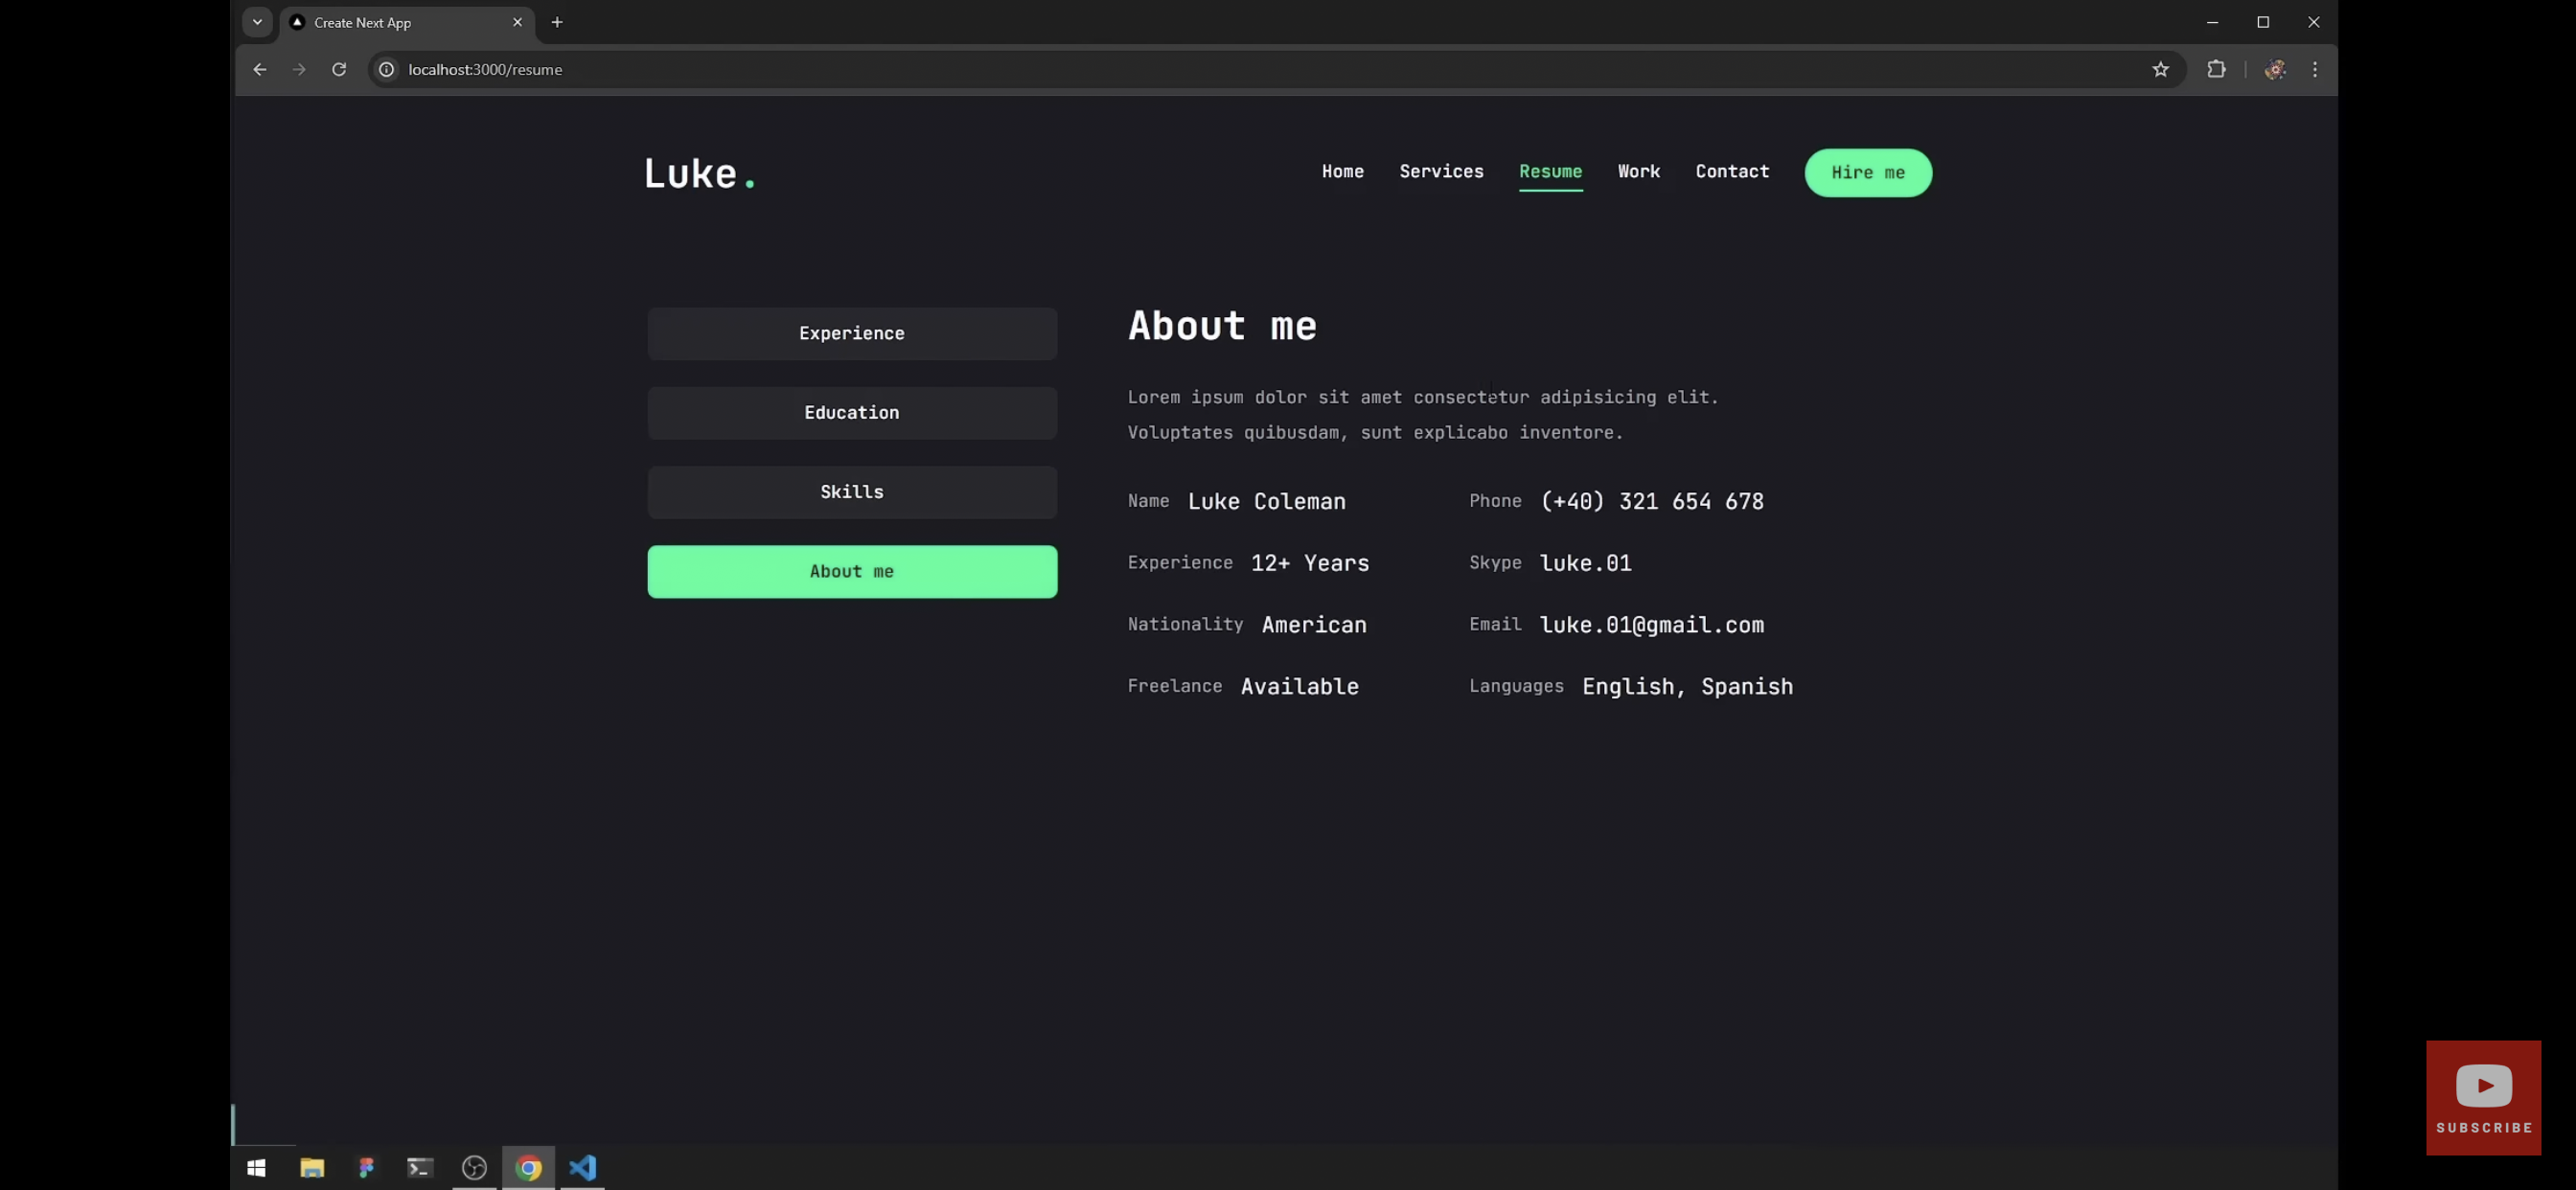 Create Next App
localhost:3000/resume
Luke.
Home Services Resume Work Contact Hire me
Experience
Education
Skills
About me
About me
Lorem ipsum dolor sit amet consectetur adipisicing elit.
Voluptates quibusdam, sunt explicabo inventore.
Name Luke Coleman Phone (+40) 321 654 678
Experience 12+ Years Skype luke.01
Nationality American Email luke.01@gmail.com
Freelance Available Languages English, Spanish
SUBSCRIBE